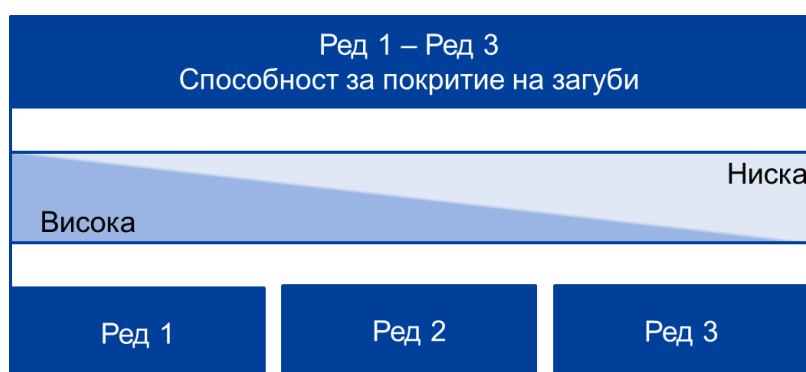 Ред 1 – Ред 3
Способност за покритие на загуби
Ниска
Висока
Ред 1
Ред 2
Ред 3